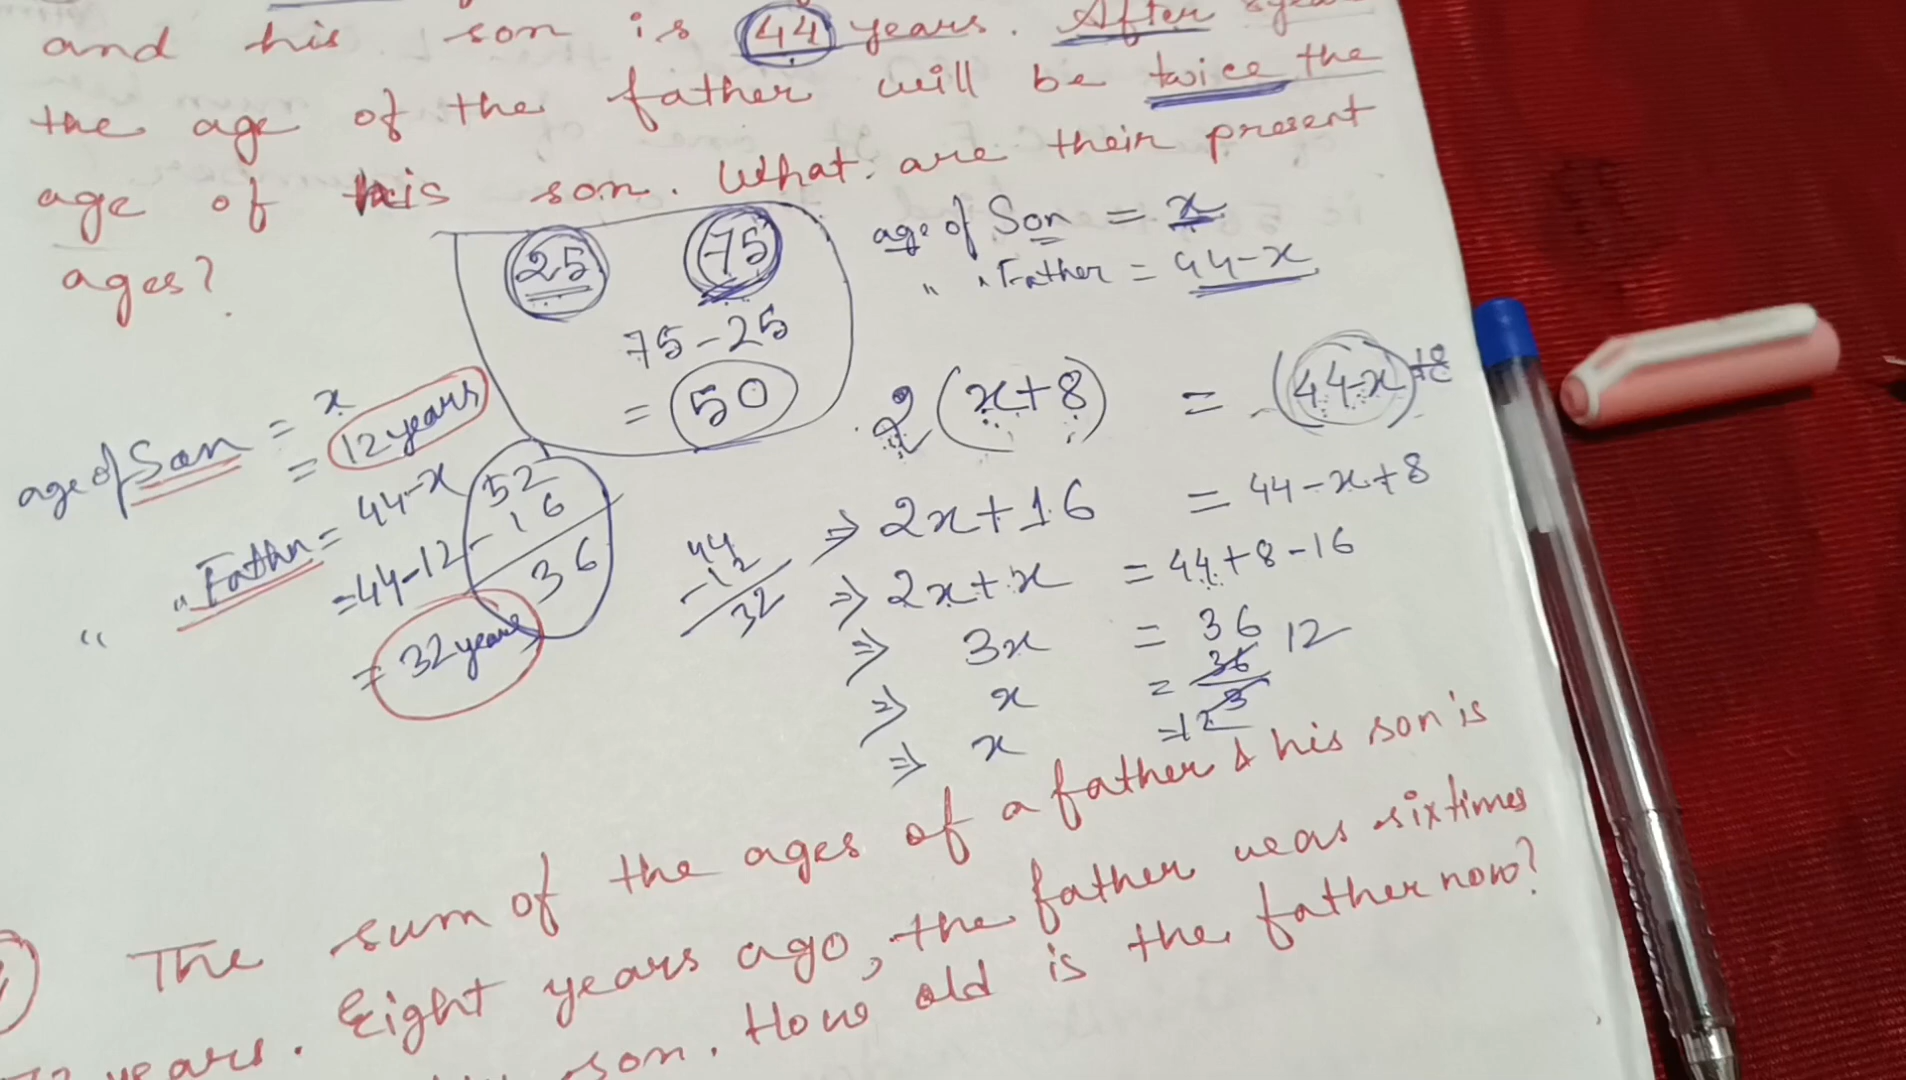 and his son is 44 years. After 8 years
the age of the father will be twice the
age of his son. What are their present
ages?
25 75
75-25
= 50
age of Son = x
" " Father = 44-x
2(x+8) = (44-x)+8
⇒ 2x+16 = 44-x+8
⇒ 2x+x = 44+8-16
⇒ 3x = 36
⇒ x = 36/3 12
⇒ x = 12
age of Son = x
= 12 years
" Father = 44-x
= 44-12
= 32 years
"
52
- 16
36
44
-12
32
The sum of the ages of a father & his son is
years. Eight years ago, the father was six times
son. How old is the father now?